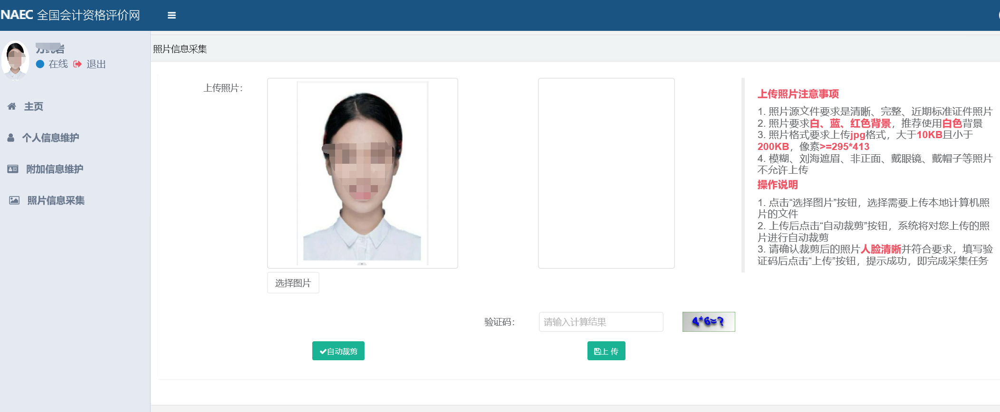 NAEC 全国会计资格评价网
在线 退出
主页
个人信息维护
附加信息维护
照片信息采集
照片信息采集
上传照片：
选择图片
验证码：
请输入计算结果
4*6=?
自动裁剪
上 传
上传照片注意事项
1. 照片源文件要求是清晰、完整、近期标准证件照片
2. 照片要求白、蓝、红色背景，推荐使用白色背景
3. 照片格式要求上传jpg格式，大于10KB且小于
200KB，像素>=295*413
4. 模糊、刘海遮眉、非正面、戴眼镜、戴帽子等照片
不允许上传
操作说明
1. 点击“选择图片”按钮，选择需要上传本地计算机照
片的文件
2. 上传后点击“自动裁剪”按钮，系统将对您上传的照
片进行自动裁剪
3. 请确认裁剪后的照片人脸清晰并符合要求，填写验
证码后点击“上传”按钮，提示成功，即完成采集任务